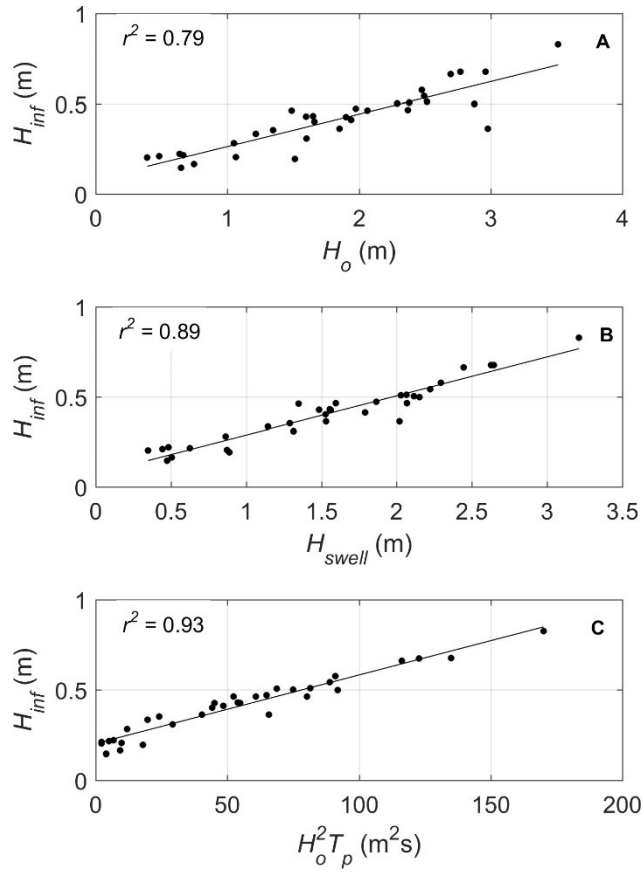 1
r² = 0.79
A
H_inf (m)
0.5
0
0
1
2
3
4
H_o (m)
1
r² = 0.89
B
H_inf (m)
0.5
0
0
0.5
1
1.5
2
2.5
3
3.5
H_swell (m)
1
r² = 0.93
C
H_inf (m)
0.5
0
0
50
100
150
200
H_o²T_p (m²s)